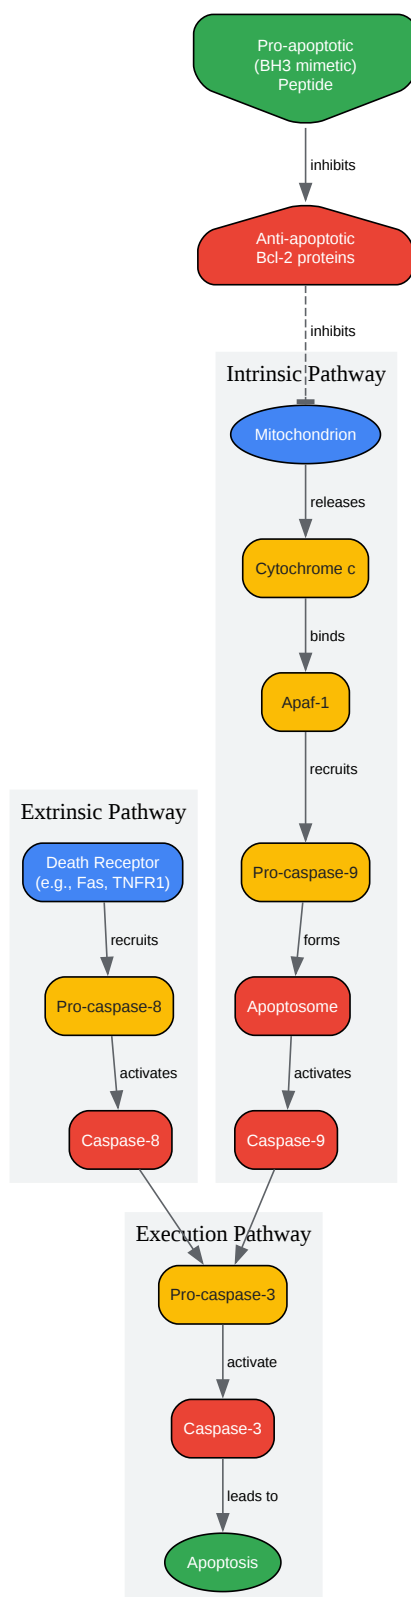 Pro-apoptotic
(BH3 mimetic)
Peptide
inhibits
Anti-apoptotic
Bcl-2 proteins
inhibits
Intrinsic Pathway
Mitochondrion
releases
Cytochrome c
binds
Apaf-1
recruits
Pro-caspase-9
forms
Apoptosome
activates
Caspase-9
Extrinsic Pathway
Death Receptor
(e.g., Fas, TNFR1)
recruits
Pro-caspase-8
activates
Caspase-8
Execution Pathway
Pro-caspase-3
activate
Caspase-3
leads to
Apoptosis